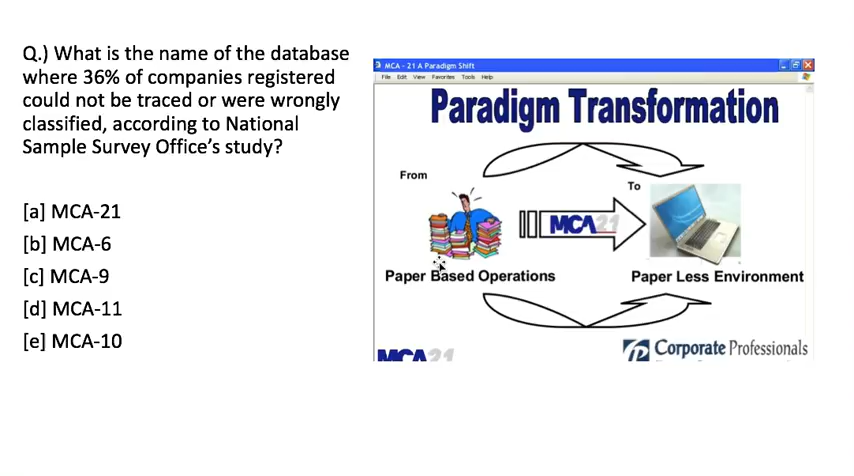 Q.) What is the name of the database
where 36% of companies registered
could not be traced or were wrongly
classified, according to National
Sample Survey Office's study?
[a] MCA-21
[b] MCA-6
[c] MCA-9
[d] MCA-11
[e] MCA-10
MCA - 21 A Paradigm Shift
File Edit View Favorites Tools Help
Paradigm Transformation
From
To
MCA21
Paper Based Operations
Paper Less Environment
MCA21
Corporate Professionals